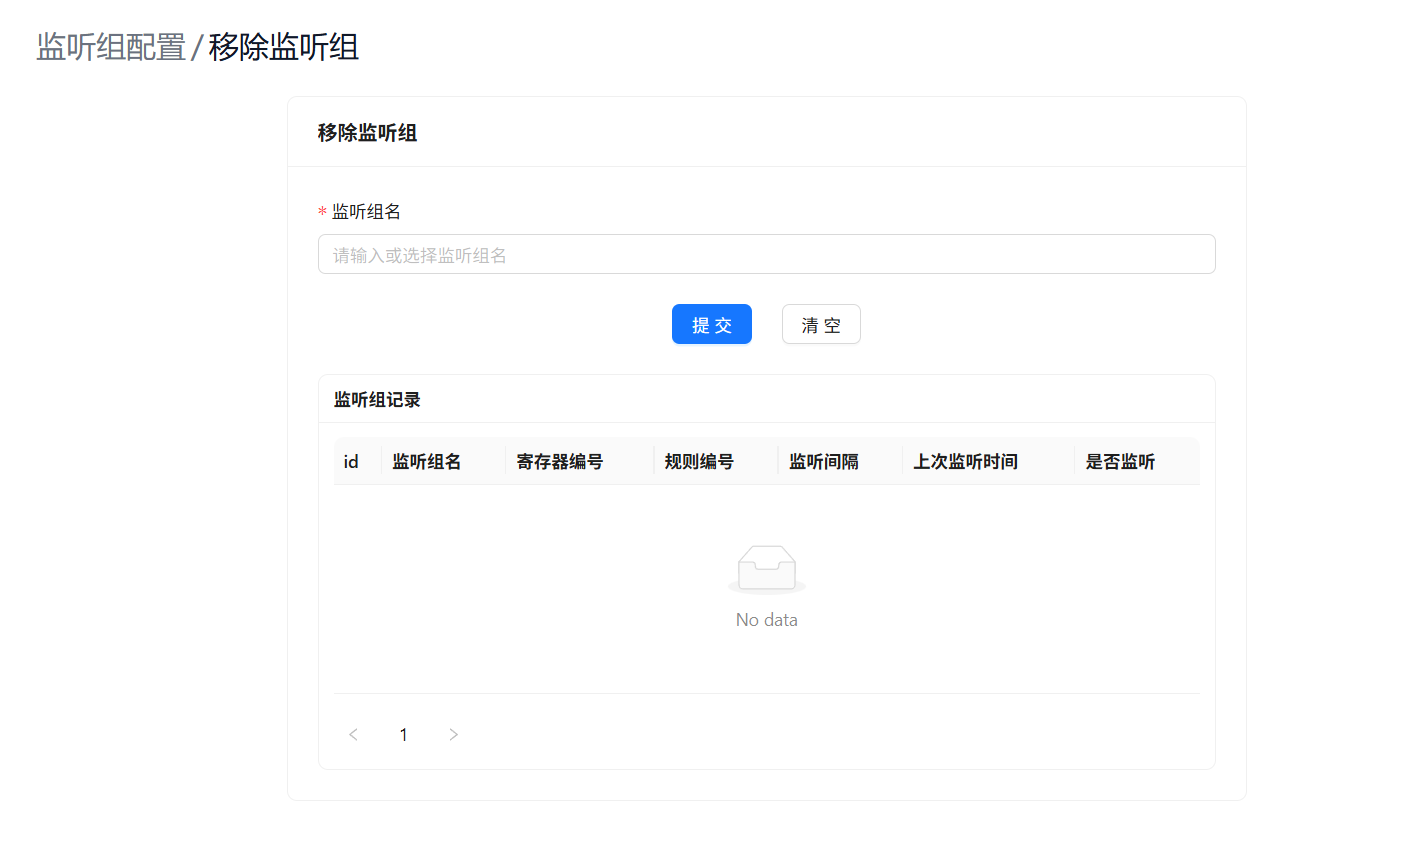 监听组配置/移除监听组
移除监听组
* 监听组名
请输入或选择监听组名
提 交 清 空
监听组记录
id 监听组名 寄存器编号 规则编号 监听间隔 上次监听时间 是否监听
No data
< 1 >